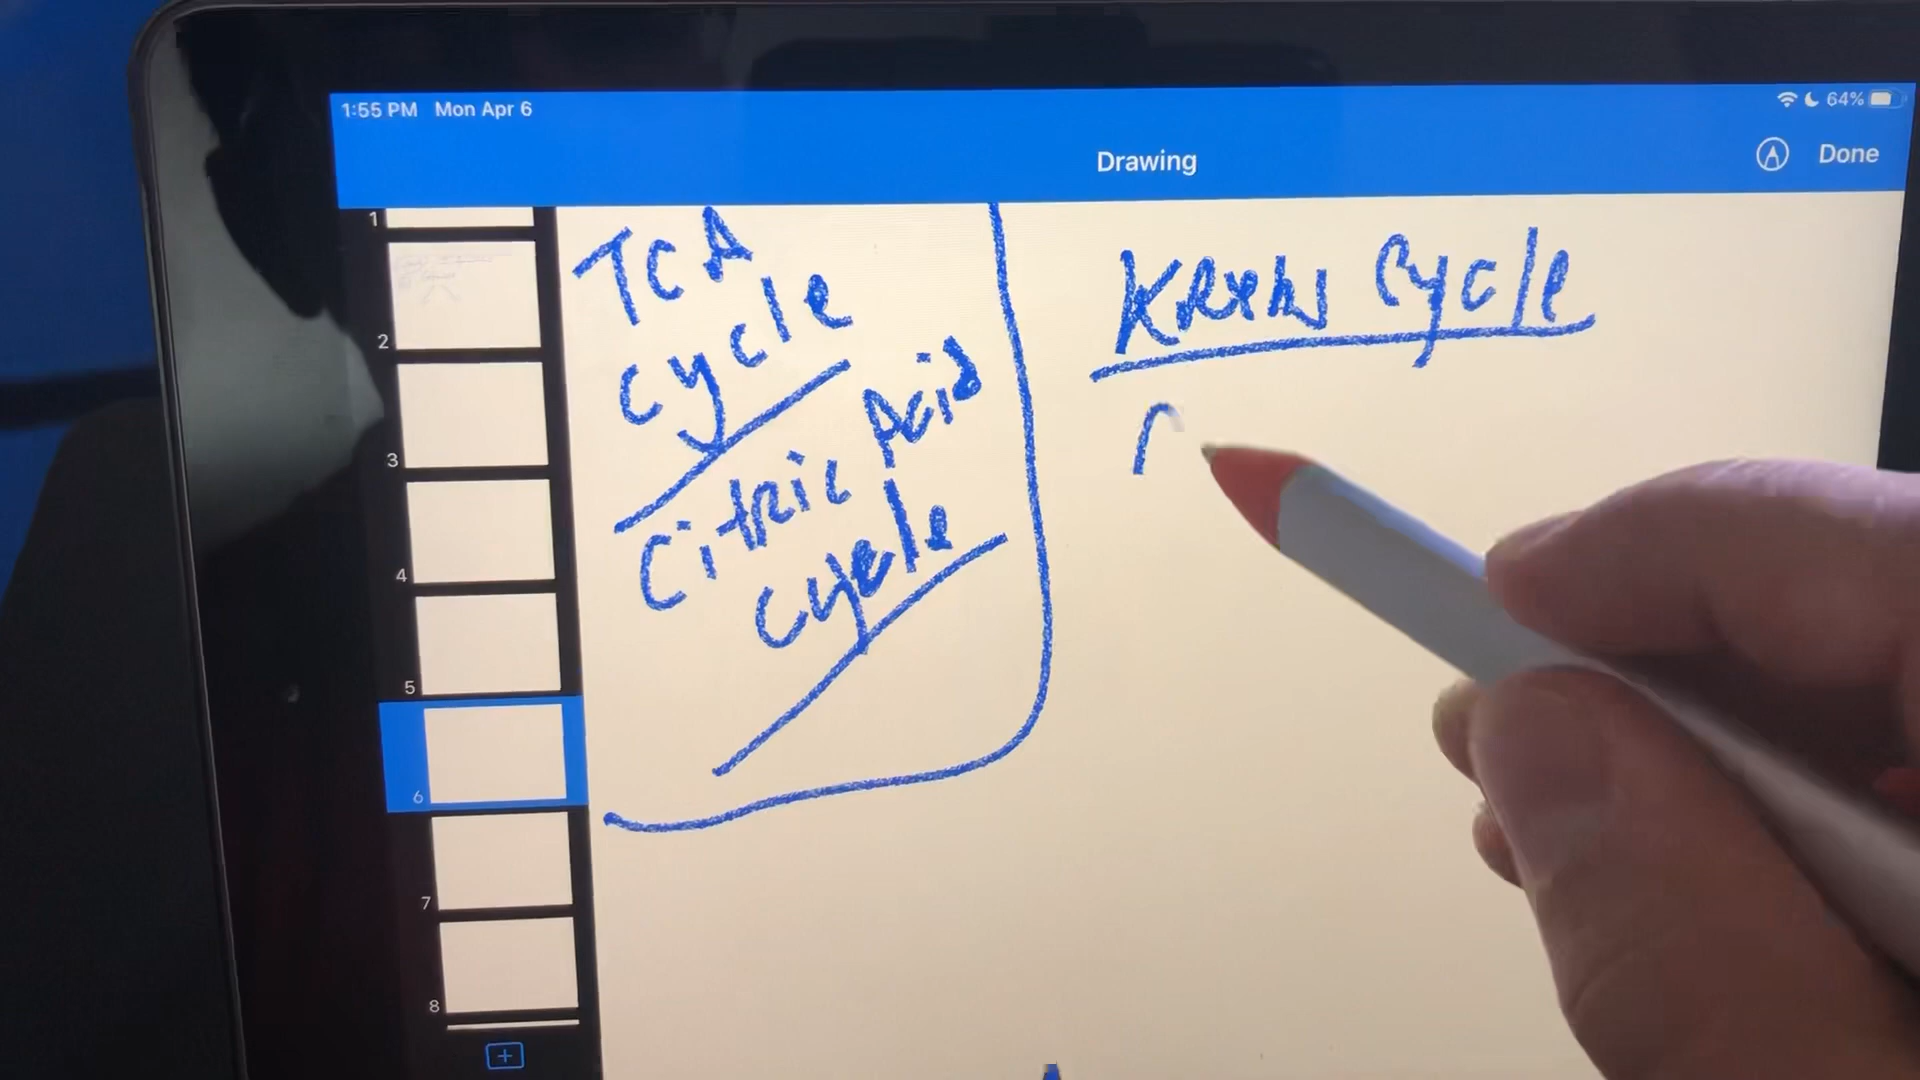 1:55 PM Mon Apr 6
64%
Drawing
Done
1
2
3
4
5
6
7
8
TCA
cycle
Citric Acid
cycle
Krebs Cycle